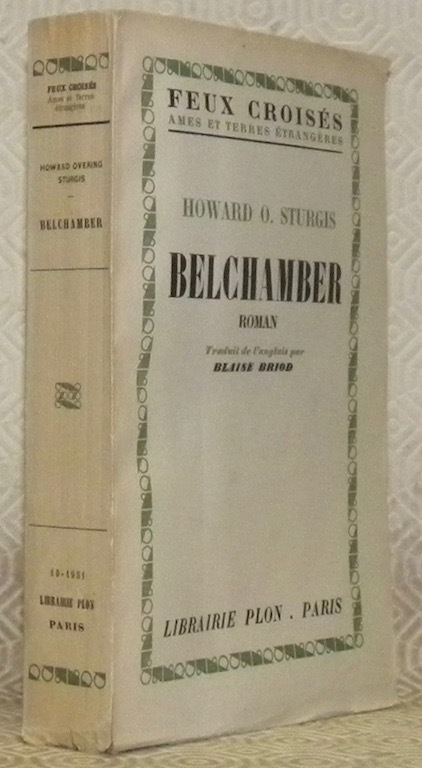 FEUX CROISÉS
Ames et Terres
étrangères
HOWARD OVERING
STURGIS
BELCHAMBER
10-1951
LIBRAIRIE PLON
PARIS
FEUX CROISÉS
AMES ET TERRES ÉTRANGÈRES
HOWARD O. STURGIS
BELCHAMBER
ROMAN
Traduit de l'anglais par
BLAISE BRIOD
LIBRAIRIE PLON . PARIS